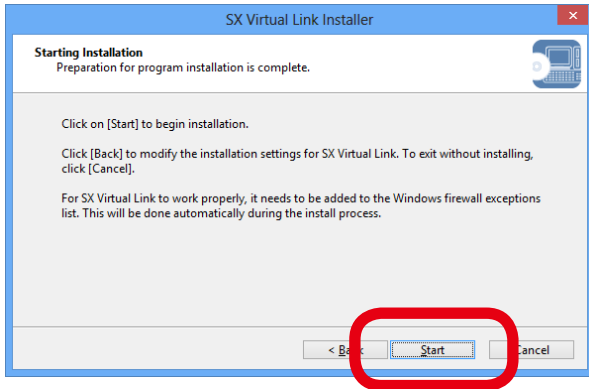 SX Virtual Link Installer
Starting Installation
Preparation for program installation is complete.
Click on [Start] to begin installation.
Click [Back] to modify the installation settings for SX Virtual Link. To exit without installing,
click [Cancel].
For SX Virtual Link to work properly, it needs to be added to the Windows firewall exceptions
list. This will be done automatically during the install process.
< Back Start Cancel